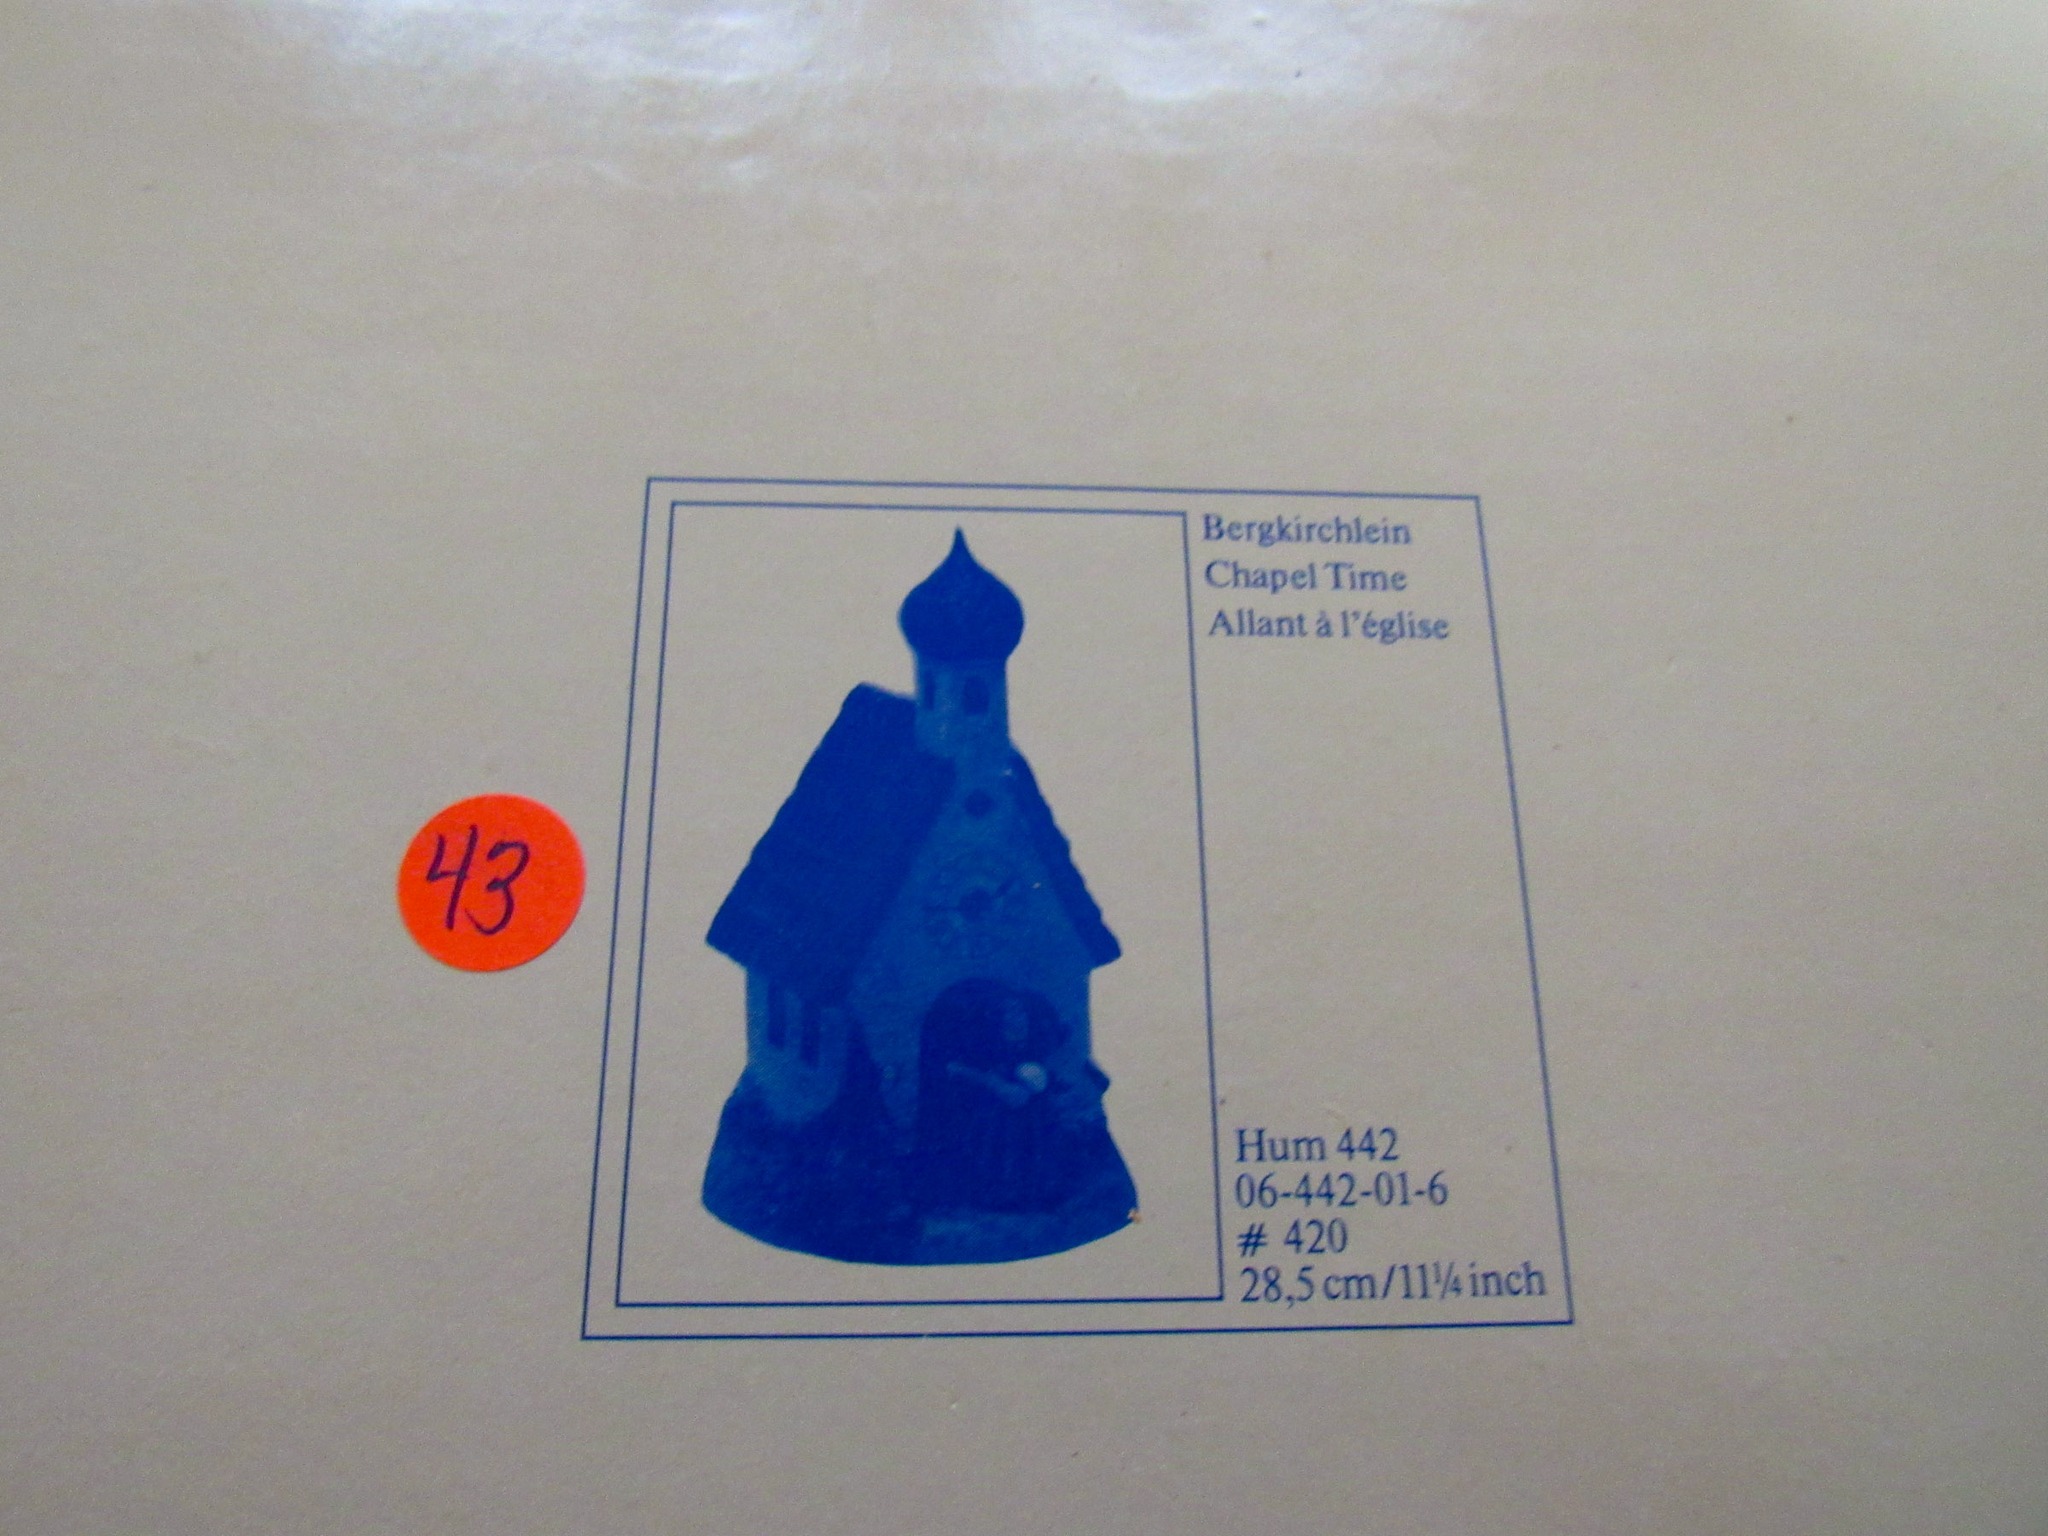 Bergkirchlein
Chapel Time
Allant à l'église
43
Hum 442
06-442-01-6
# 420
28,5 cm/11¼ inch